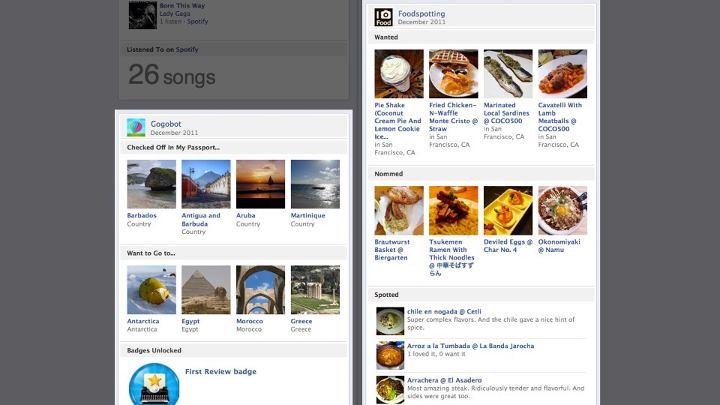 Born This Way
Lady Gaga
1 listen · Spotify
Listened To on Spotify
26 songs
Gogobot
December 2011
Checked Off In My Passport...
Barbados
Country
Antigua and
Barbuda
Country
Aruba
Country
Martinique
Country
Want to Go to...
Antarctica
Antarctica
Egypt
Egypt
Morocco
Morocco
Greece
Greece
Badges Unlocked
First Review badge
Food
Foodspotting
December 2011
Wanted
Pie Shake
(Coconut
Cream Pie And
Lemon Cookie
Ice...
in San
Francisco, CA
Fried Chicken-
N-Waffle
Monte Cristo @
Straw
in San
Francisco, CA
Marinated
Local Sardines
@ COCO500
in San
Francisco, CA
Cavatelli With
Lamb
Meatballs @
COCO500
in San
Francisco, CA
Nommed
Brautwurst
Basket @
Biergarten
Tsukemen
Ramen With
Thick Noodles
@ 中華そばすず
らん
Deviled Eggs @
Char No. 4
Okonomiyaki
@ Namu
Spotted
chile en nogada @ Cetli
Super complex flavors. And the chile gave a nice hint of
spice.
Arroz a la Tumbada @ La Banda Jarocha
1 loved it, 0 want it
Arrachera @ El Asadero
Most amazing steak. Ridiculously tender and flavorful. And
sides were great too.